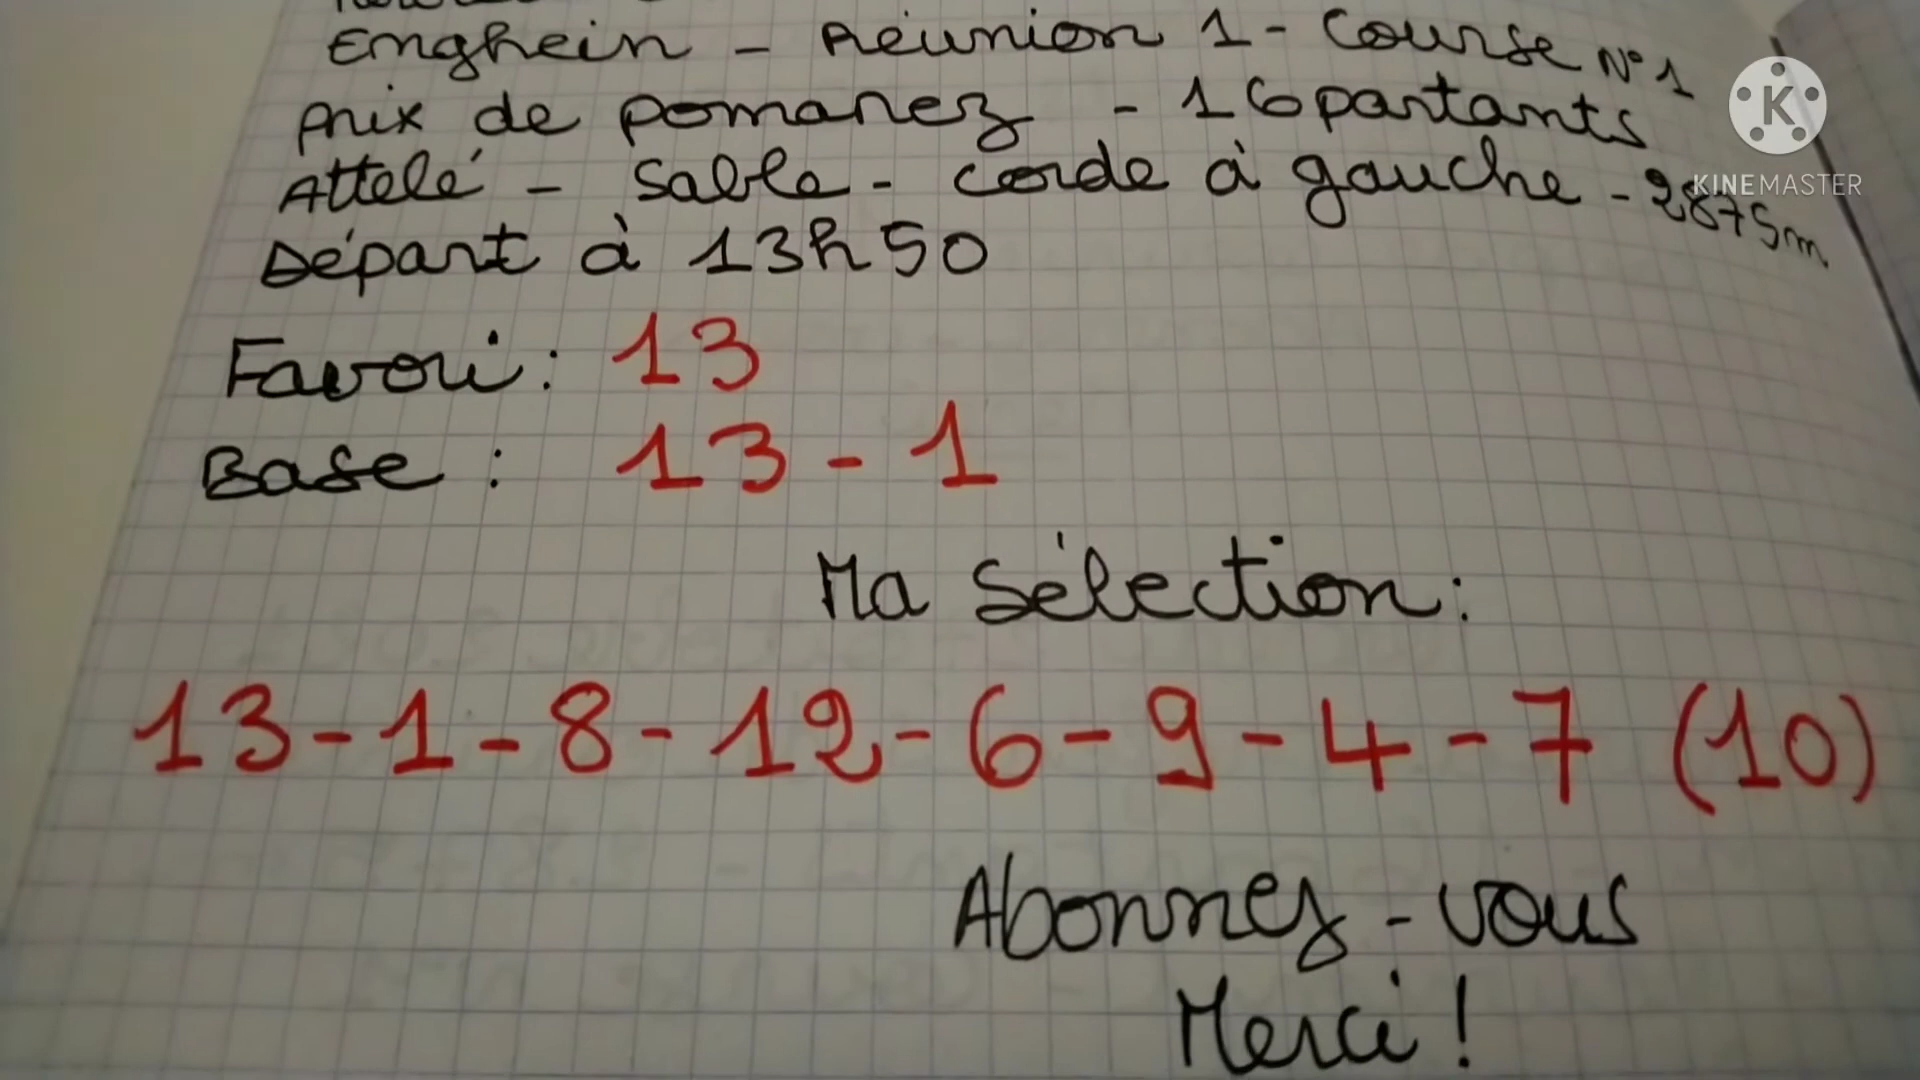 Enghein - Réunion 1 - Course N° 1
prix de pomarez - 16 partants
Attelé - Sable - corde à gauche - 2875m
Départ à 13h50
Favori : 13
Base : 13 - 1
Ma Sélection :
13 - 1 - 8 - 12 - 6 - 9 - 4 - 7 (10)
Abonnez - vous
Merci !
K
KINEMASTER